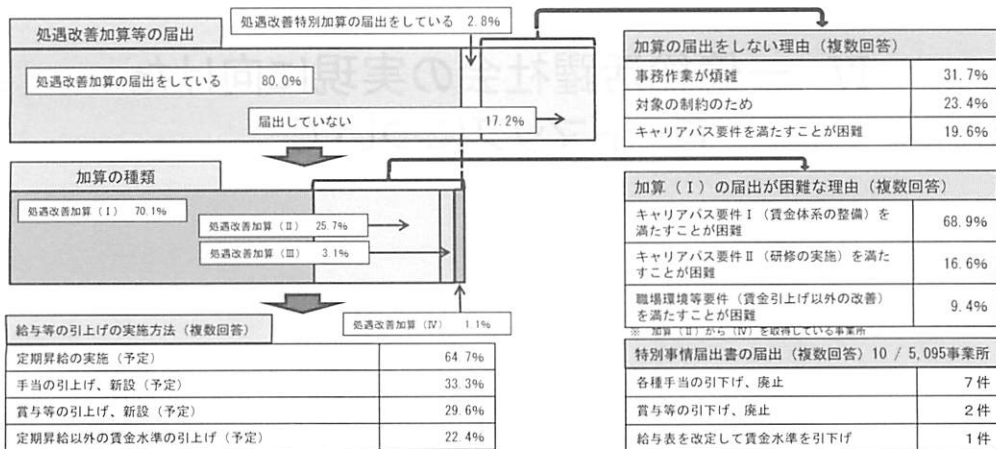 処遇改善加算等の届出
処遇改善特別加算の届出をしている 2.8%
処遇改善加算の届出をしている 80.0%
届出していない 17.2%
加算の届出をしない理由（複数回答）
事務作業が煩雑 31.7%
対象の制約のため 23.4%
キャリアパス要件を満たすことが困難 19.6%
加算の種類
処遇改善加算（Ⅰ） 70.1%
処遇改善加算（Ⅱ） 25.7%
処遇改善加算（Ⅲ） 3.1%
処遇改善加算（Ⅳ） 1.1%
加算（Ⅰ）の届出が困難な理由（複数回答）
キャリアパス要件Ⅰ（賃金体系の整備）を
満たすことが困難 68.9%
キャリアパス要件Ⅱ（研修の実施）を満た
すことが困難 16.6%
職場環境等要件（賃金引上げ以外の改善）
を満たすことが困難 9.4%
※ 加算（Ⅱ）から（Ⅳ）を取得している事業所
給与等の引上げの実施方法（複数回答）
定期昇給の実施（予定） 64.7%
手当の引上げ、新設（予定） 33.3%
賞与等の引上げ、新設（予定） 29.6%
定期昇給以外の賃金水準の引上げ（予定） 22.4%
特別事情届出書の届出（複数回答）10 / 5,095事業所
各種手当の引下げ、廃止 7件
賞与等の引下げ、廃止 2件
給与表を改定して賃金水準を引下げ 1件